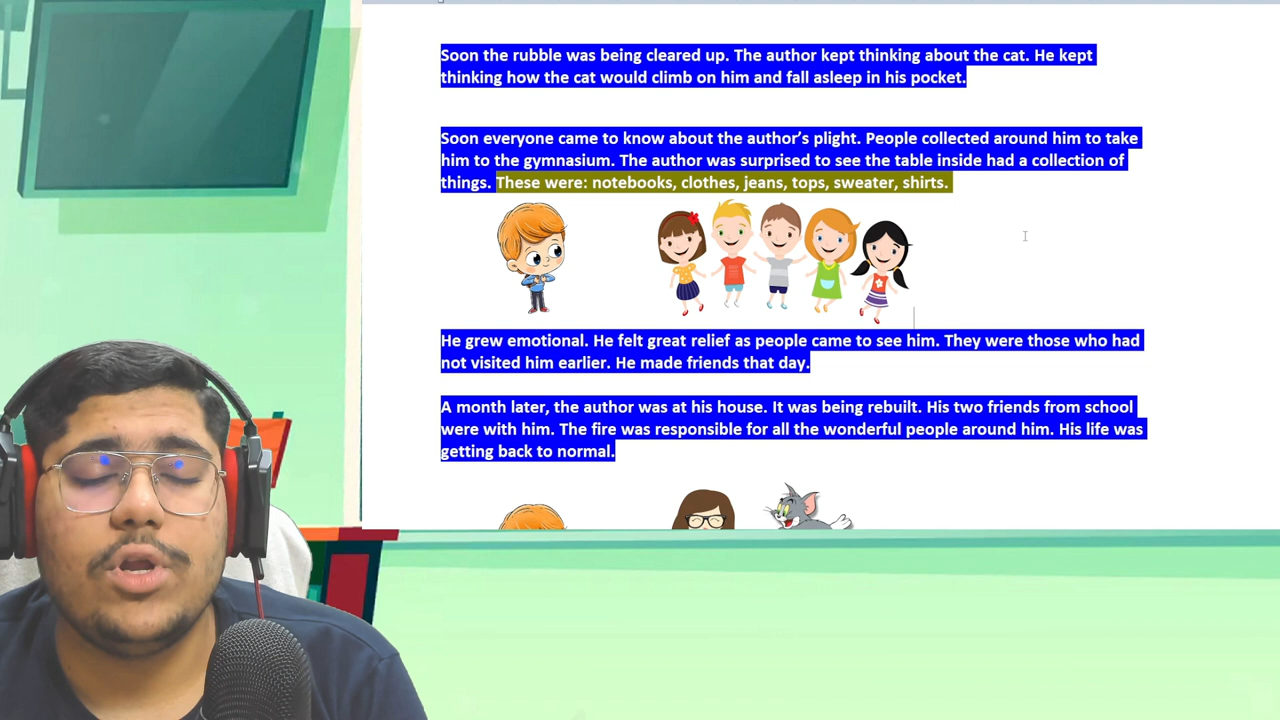 Soon the rubble was being cleared up. The author kept thinking about the cat. He kept
thinking how the cat would climb on him and fall asleep in his pocket.
Soon everyone came to know about the author’s plight. People collected around him to take
him to the gymnasium. The author was surprised to see the table inside had a collection of
things. These were: notebooks, clothes, jeans, tops, sweater, shirts.
He grew emotional. He felt great relief as people came to see him. They were those who had
not visited him earlier. He made friends that day.
A month later, the author was at his house. It was being rebuilt. His two friends from school
were with him. The fire was responsible for all the wonderful people around him. His life was
getting back to normal.